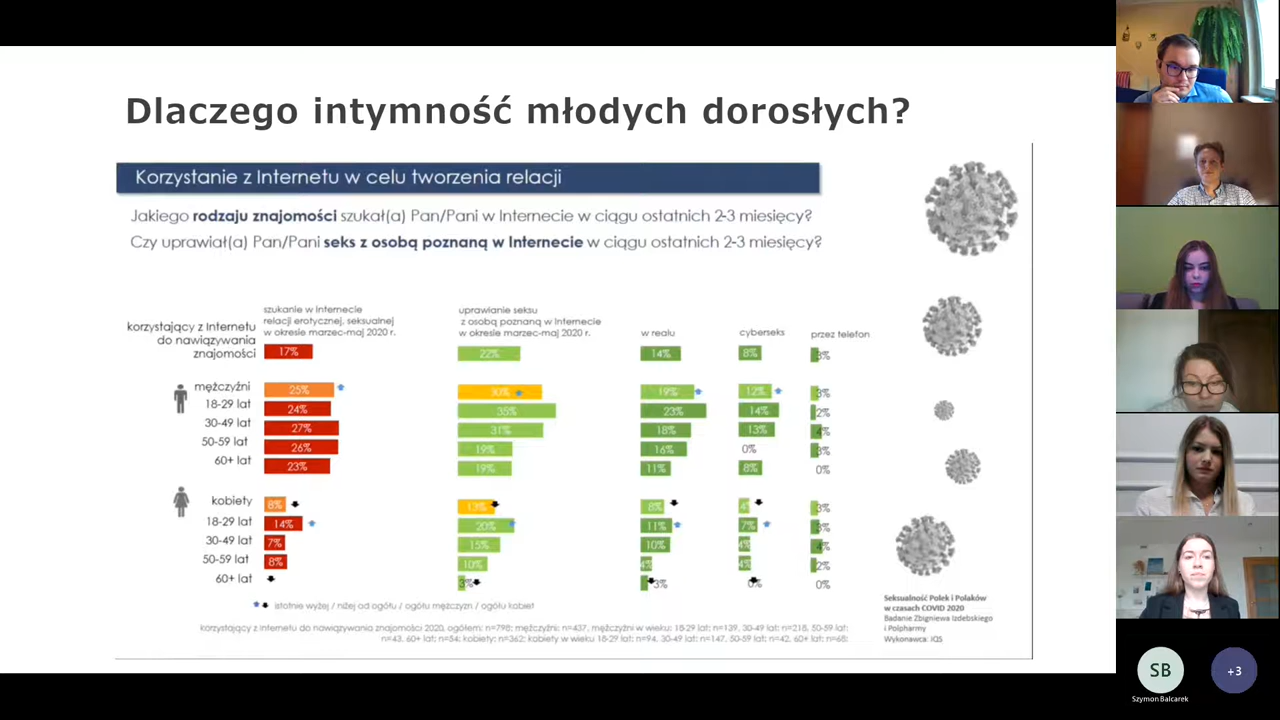 Dlaczego intymność młodych dorosłych?
Korzystanie z Internetu w celu tworzenia relacji
Jakiego rodzaju znajomości szukał(a) Pan/Pani w Internecie w ciągu ostatnich 2-3 miesięcy?
Czy uprawiał(a) Pan/Pani seks z osobą poznaną w Internecie w ciągu ostatnich 2-3 miesięcy?
szukanie w Internecie
relacji erotycznej, seksualnej
w okresie marzec-maj 2020 r.
uprawianie seksu
z osobą poznaną w Internecie
w okresie marzec-maj 2020 r.
w realu
cyberseks
przez telefon
korzystający z Internetu
do nawiązywania
znajomości
17% 22% 14% 8% 3%
mężczyźni 25% 30% 19% 12% 3%
18-29 lat 24% 35% 23% 14% 2%
30-49 lat 27% 31% 18% 13% 4%
50-59 lat 26% 19% 16% 0% 3%
60+ lat 23% 19% 11% 8% 0%
kobiety 8% 13% 8% 4% 3%
18-29 lat 14% 20% 11% 7% 3%
30-49 lat 7% 15% 10% 4% 4%
50-59 lat 8% 10% 4% 4% 2%
60+ lat 3% 3% 0% 0%
istotnie wyżej / niżej od ogółu / ogółu mężczyzn / ogółu kobiet
korzystający z Internetu do nawiązywania znajomości 2020, ogółem: n=798; mężczyźni: n=437, mężczyźni w wieku: 18-29 lat: n=139, 30-49 lat: n=218, 50-59 lat:
n=43, 60+ lat: n=54; kobiety: n=362; kobiety w wieku 18-29 lat: n=94, 30-49 lat: n=147, 50-59 lat: n=42, 60+ lat: n=68;
Seksualność Polek i Polaków
w czasach COVID 2020
Badanie Zbigniewa Izdebskiego
i Polpharmy
Wykonawca: IQS
SB
+3
Szymon Balcarek